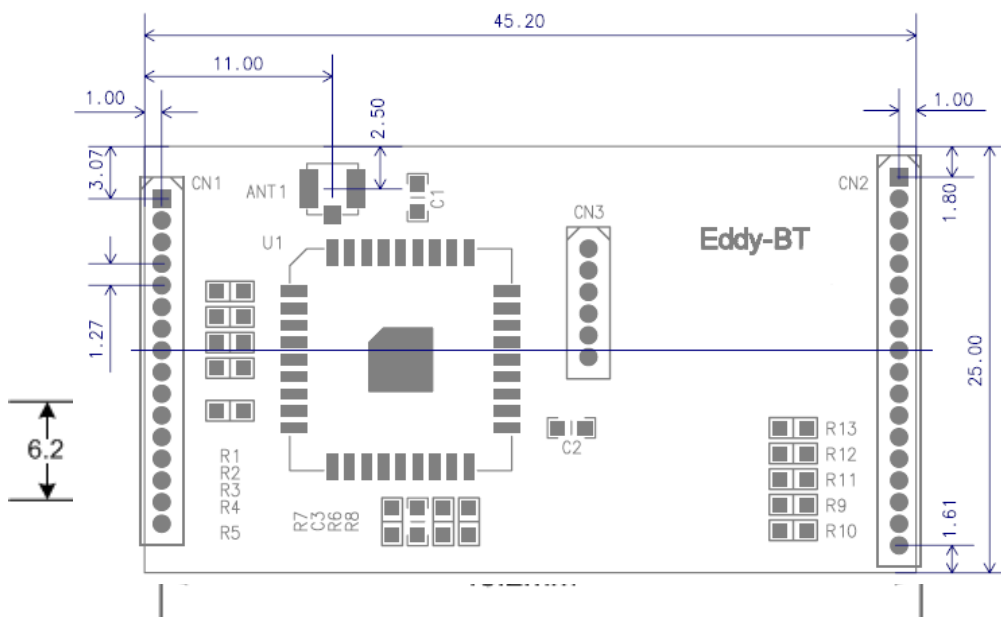 45.20
11.00
1.00
2.50
1.00
3.07
CN1
ANT1
C1
CN2
1.80
CN3
U1
Eddy-BT
1.27
25.00
6.2
C2
R13
R12
R11
R9
R10
R1
R2
R3
R4
R5
R7
C3
R6
R8
1.61